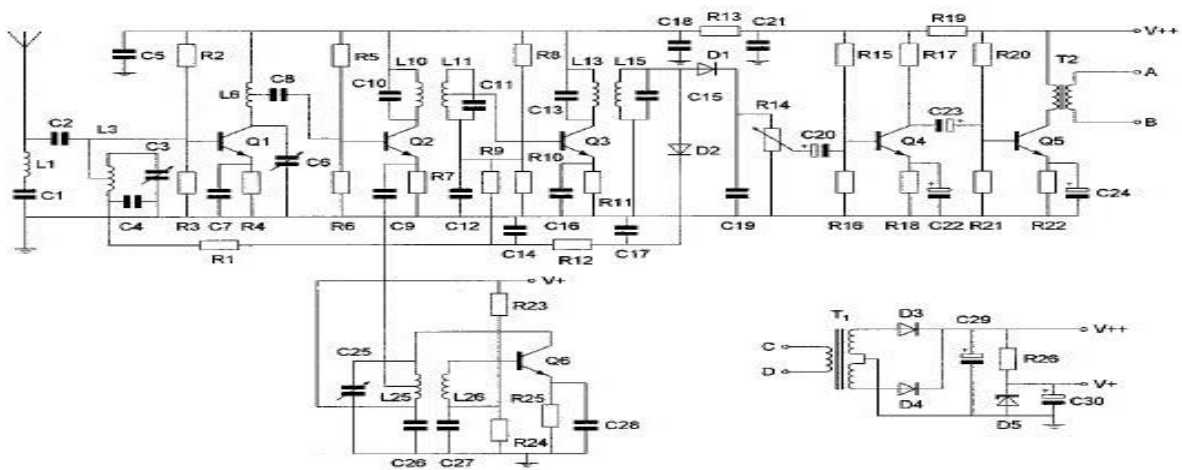 C18 R13 C21 R19
V++
C5 R2 R5 R8 L10 L11 L13 L15 D1 R15 R17 R20 T2
C8 C10 C11 A
L6 C13 C15 R14 C23
C2 L3 Q1 Q2 Q3 C20 Q4 Q5 B
C3 C6 R9 R10 D2
L1 R7
C1 R11 C24
C4 R3 C7 R4 R6 C9 C12 C16 C19 R16 R18 C22 R21 R22
C14 C17
R1 R12
V+
R23
T1 D3 C29 V++
C25 Q6 C
R26
D V+
L25 L26 R25 D4 C30
C28 D5
R24
C26 C27